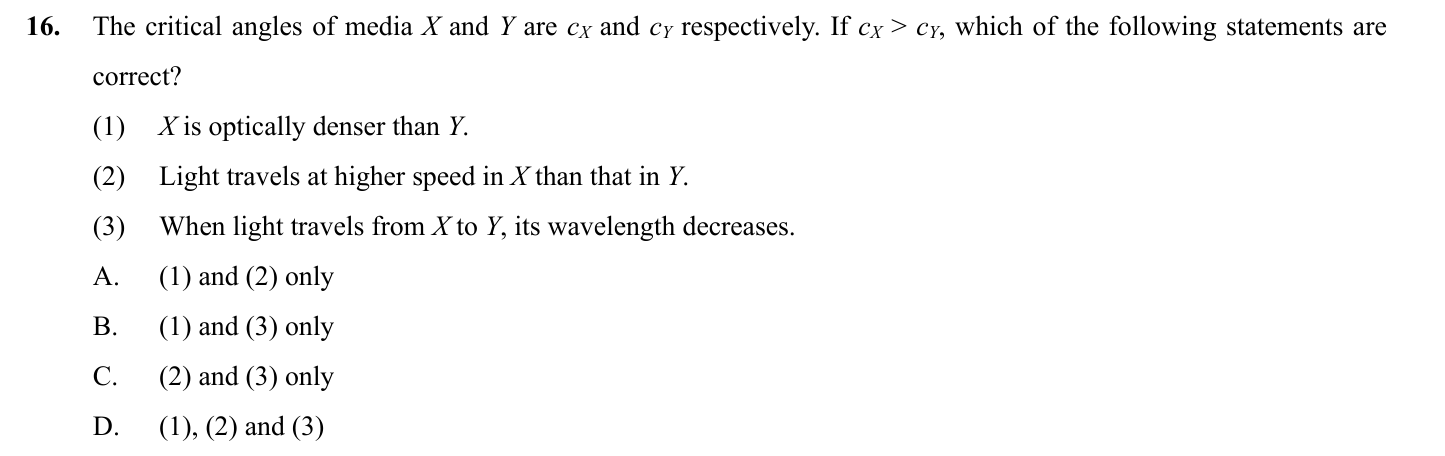 16. The critical angles of media X and Y are cX and cY respectively. If cX > cY, which of the following statements are
correct?
(1) X is optically denser than Y.
(2) Light travels at higher speed in X than that in Y.
(3) When light travels from X to Y, its wavelength decreases.
A. (1) and (2) only
B. (1) and (3) only
C. (2) and (3) only
D. (1), (2) and (3)